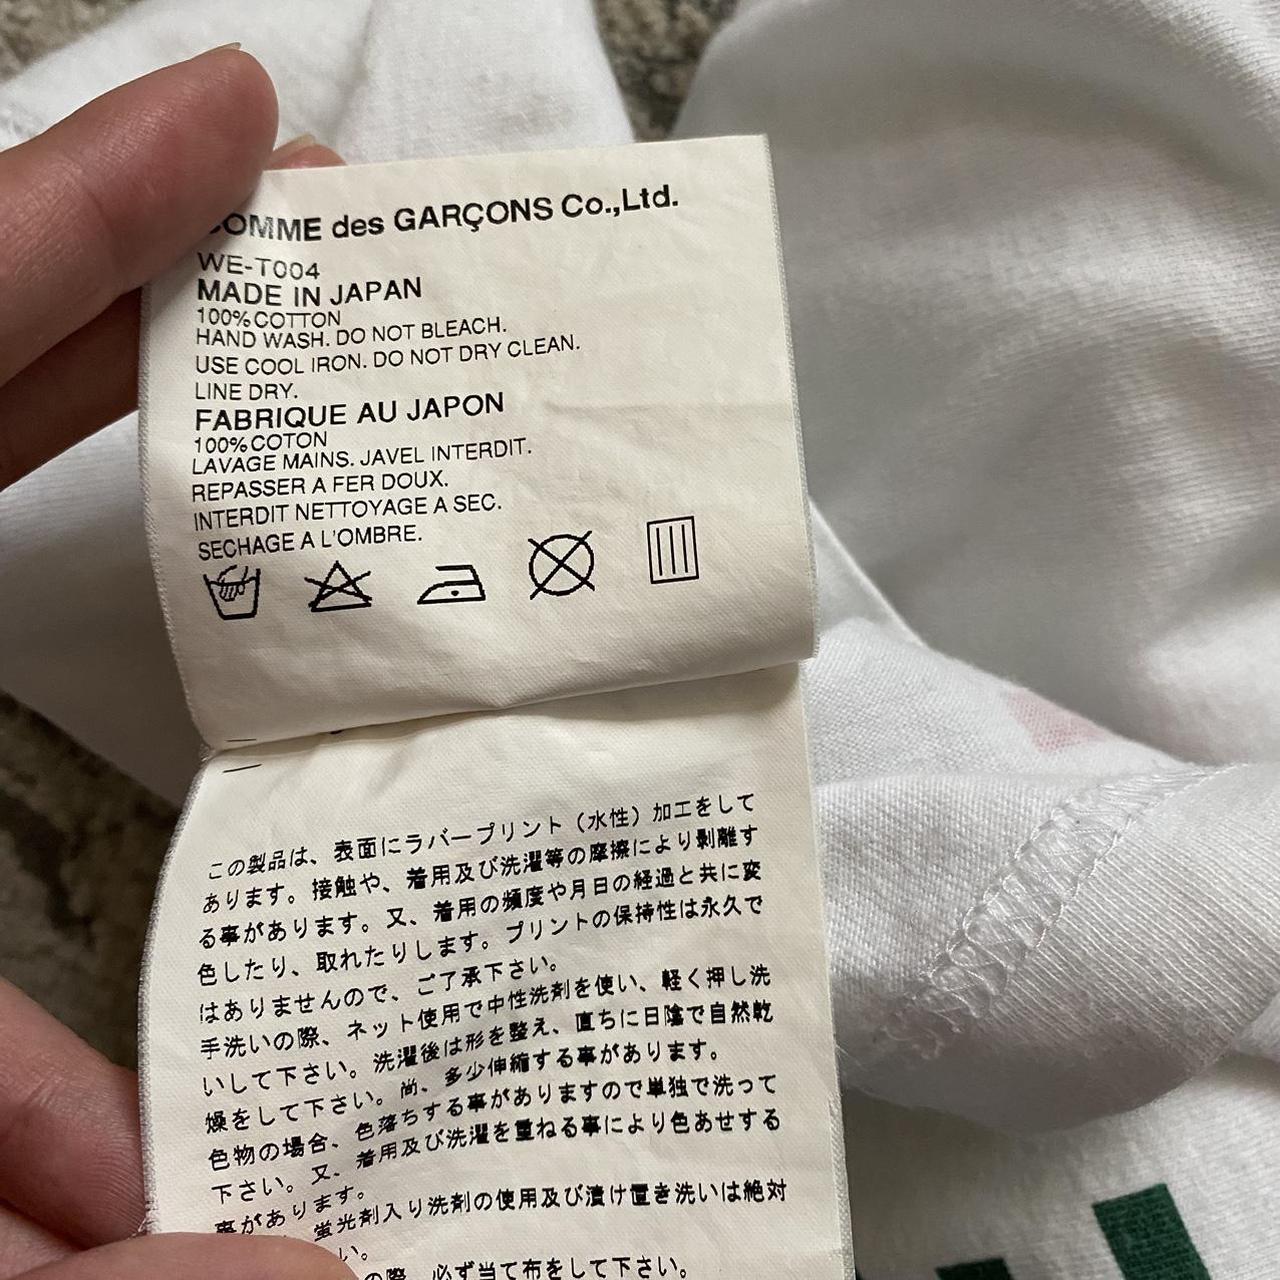 OMME des GARÇONS Co.,Ltd.
WE-T004
MADE IN JAPAN
100%COTTON
HAND WASH. DO NOT BLEACH.
USE COOL IRON. DO NOT DRY CLEAN.
LINE DRY.
FABRIQUE AU JAPON
100%COTON
LAVAGE MAINS. JAVEL INTERDIT.
REPASSER A FER DOUX.
INTERDIT NETTOYAGE A SEC.
SECHAGE A L'OMBRE.
この製品は、表面にラバープリント（水性）加工をして
あります。接触や、着用及び洗濯等の摩擦により剥離す
る事があります。又、着用の頻度や月日の経過と共に変
色したり、取れたりします。プリントの保持性は永久で
はありませんので、ご了承下さい。
手洗いの際、ネット使用で中性洗剤を使い、軽く押し洗
いして下さい。洗濯後は形を整え、直ちに日陰で自然乾
燥をして下さい。尚、多少伸縮する事があります。
色物の場合、色落ちする事がありますので単独で洗って
下さい。又、着用及び洗濯を重ねる事により色あせする
事があります。
蛍光剤入り洗剤の使用及び漬け置き洗いは絶対
い。
の際、必ず当て布をして下さい。